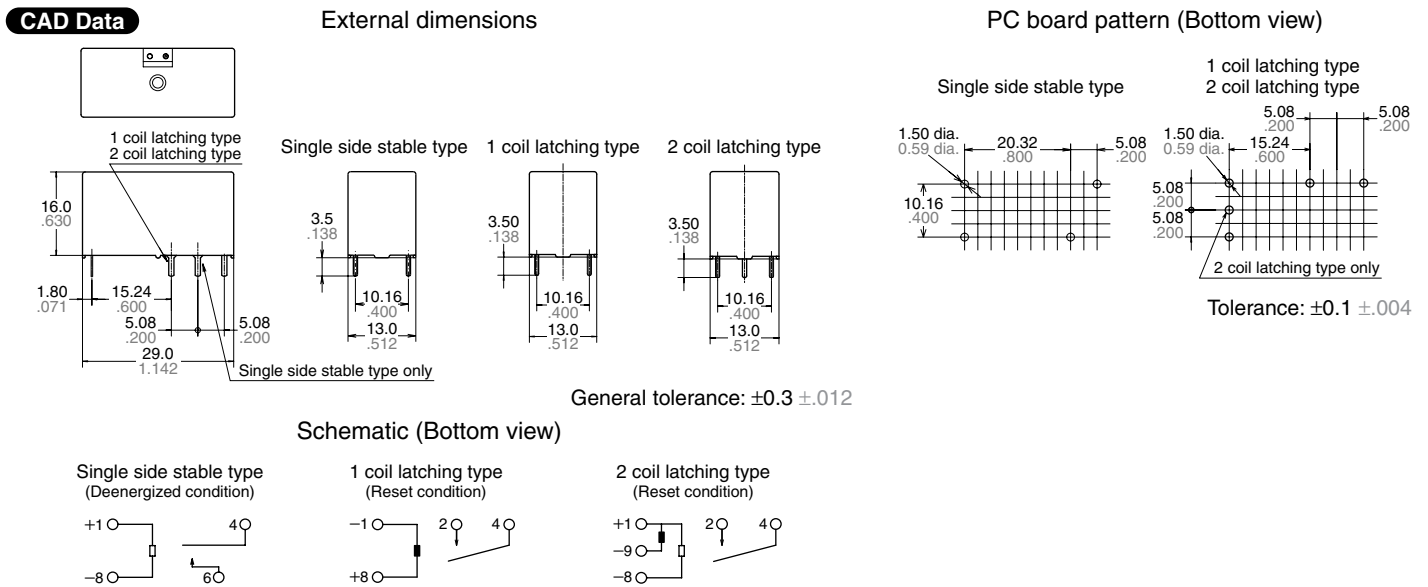 CAD Data
External dimensions
PC board pattern (Bottom view)
1 coil latching type
2 coil latching type
16.0
.630
1.80
.071
15.24
.600
5.08
.200
5.08
.200
29.0
1.142
Single side stable type only
Single side stable type
3.5
.138
10.16
.400
13.0
.512
1 coil latching type
3.50
.138
10.16
.400
13.0
.512
2 coil latching type
3.50
.138
10.16
.400
13.0
.512
General tolerance: ±0.3 ±.012
Single side stable type
1.50 dia.
0.59 dia.
20.32
.800
5.08
.200
10.16
.400
1 coil latching type
2 coil latching type
5.08
.200
5.08
.200
1.50 dia.
0.59 dia.
15.24
.600
5.08
.200
5.08
.200
2 coil latching type only
Tolerance: ±0.1 ±.004
Schematic (Bottom view)
Single side stable type
(Deenergized condition)
+1
4
−8
6
1 coil latching type
(Reset condition)
−1
2
4
+8
2 coil latching type
(Reset condition)
+1
2
4
−9
−8